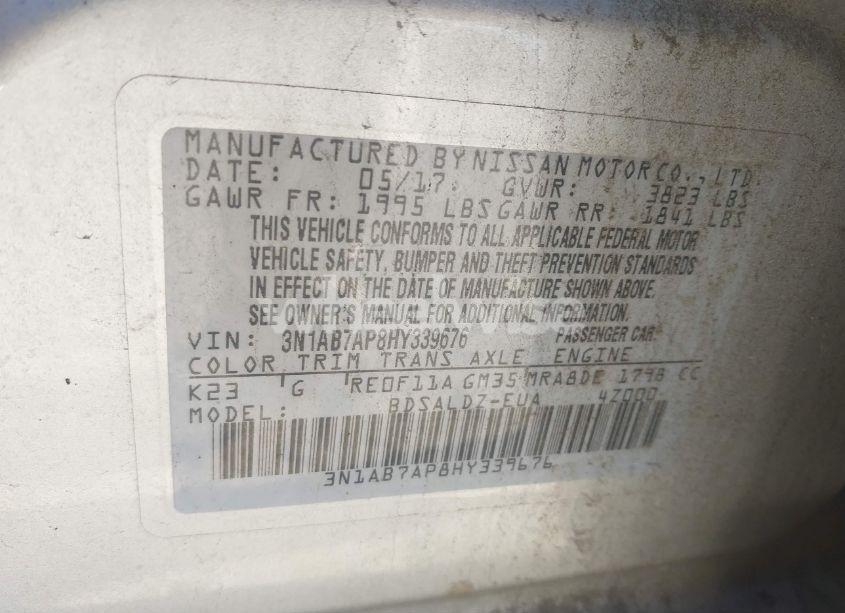 MANUFACTURED BY NISSAN MOTOR CO., LTD.
DATE: 05/17 GVWR: 3823 LBS
GAWR FR: 1995 LBS GAWR RR: 1841 LBS
THIS VEHICLE CONFORMS TO ALL APPLICABLE FEDERAL MOTOR
VEHICLE SAFETY, BUMPER AND THEFT PREVENTION STANDARDS
IN EFFECT ON THE DATE OF MANUFACTURE SHOWN ABOVE.
SEE OWNER'S MANUAL FOR ADDITIONAL INFORMATION.
VIN: 3N1AB7AP8HY339676 PASSENGER CAR
COLOR TRIM TRANS AXLE ENGINE
K23 G RE0F11A GM35 MRA8DE 1798 CC
MODEL: BDSALDZ-EUA 4Z000
3N1AB7AP8HY339676